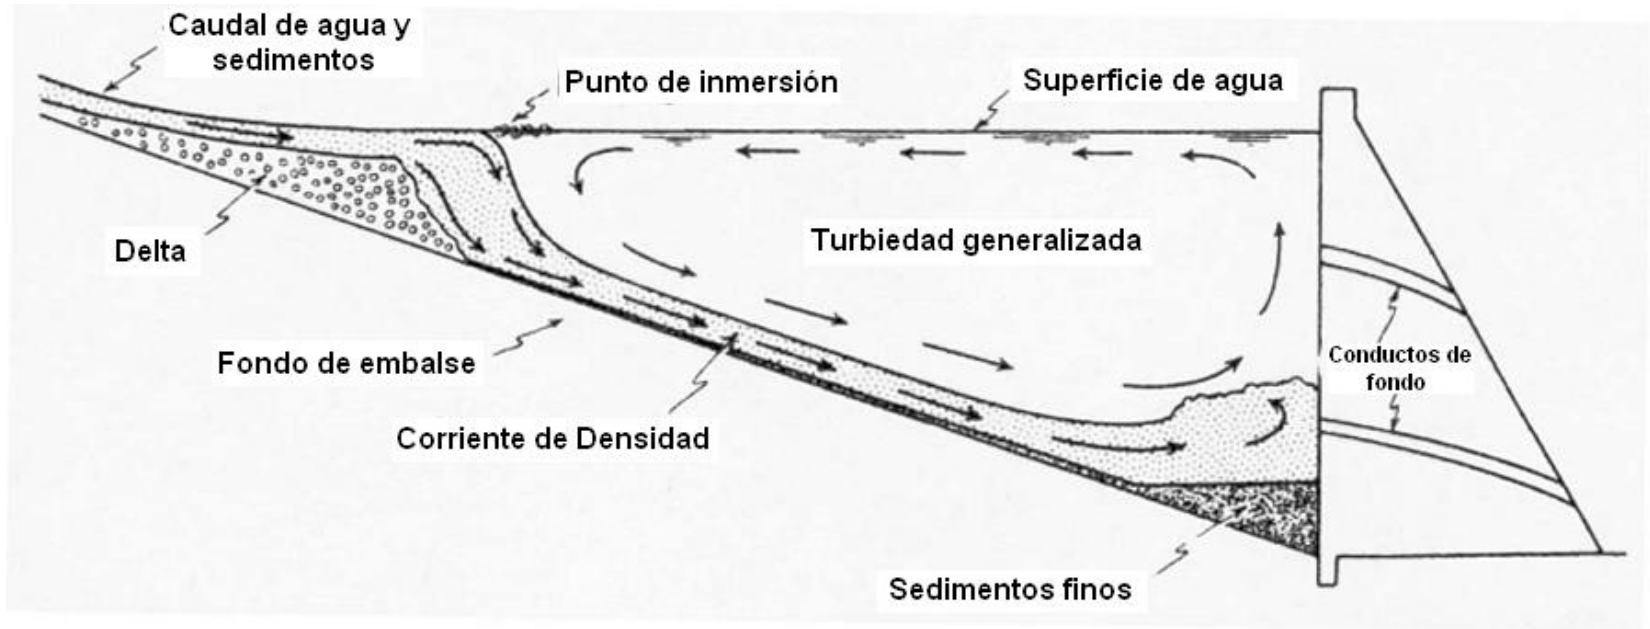 Caudal de agua y
sedimentos
Punto de inmersión
Superficie de agua
Delta
Turbiedad generalizada
Fondo de embalse
Conductos de
fondo
Corriente de Densidad
Sedimentos finos